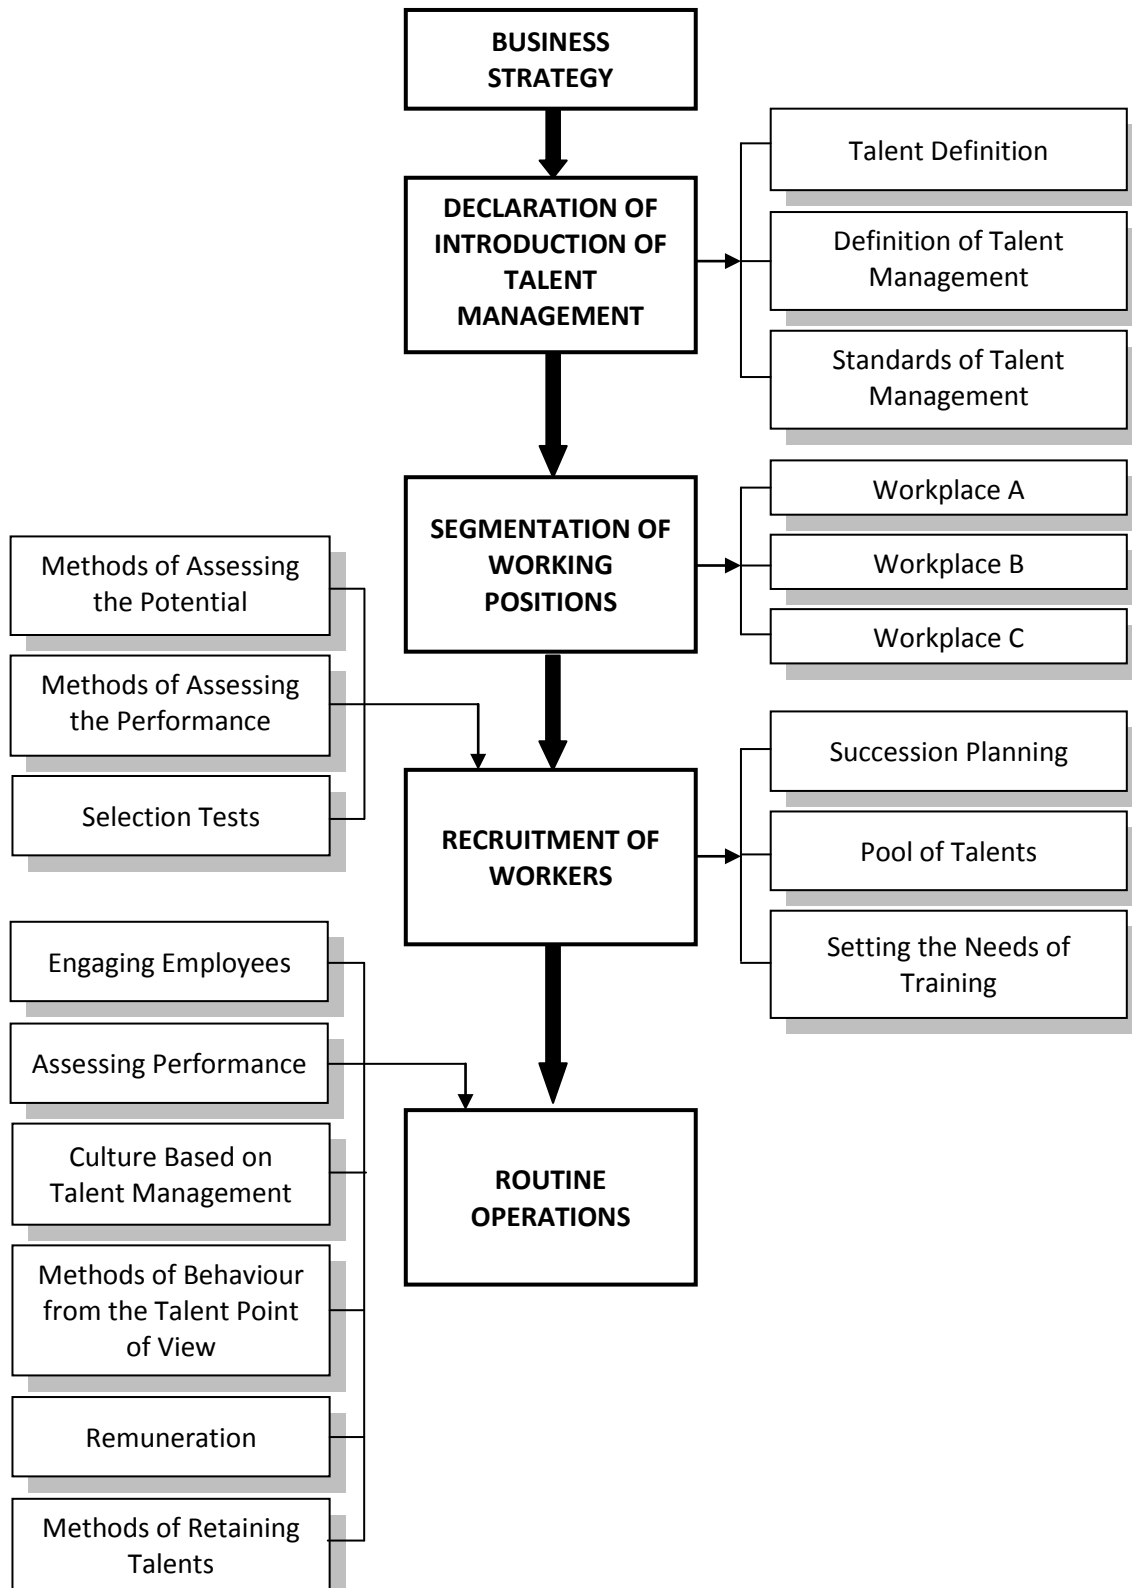 BUSINESS
STRATEGY
DECLARATION OF
INTRODUCTION OF
TALENT
MANAGEMENT
Talent Definition
Definition of Talent
Management
Standards of Talent
Management
SEGMENTATION OF
WORKING
POSITIONS
Workplace A
Workplace B
Workplace C
Methods of Assessing
the Potential
Methods of Assessing
the Performance
Selection Tests
RECRUITMENT OF
WORKERS
Succession Planning
Pool of Talents
Setting the Needs of
Training
Engaging Employees
Assessing Performance
Culture Based on
Talent Management
Methods of Behaviour
from the Talent Point
of View
Remuneration
Methods of Retaining
Talents
ROUTINE
OPERATIONS